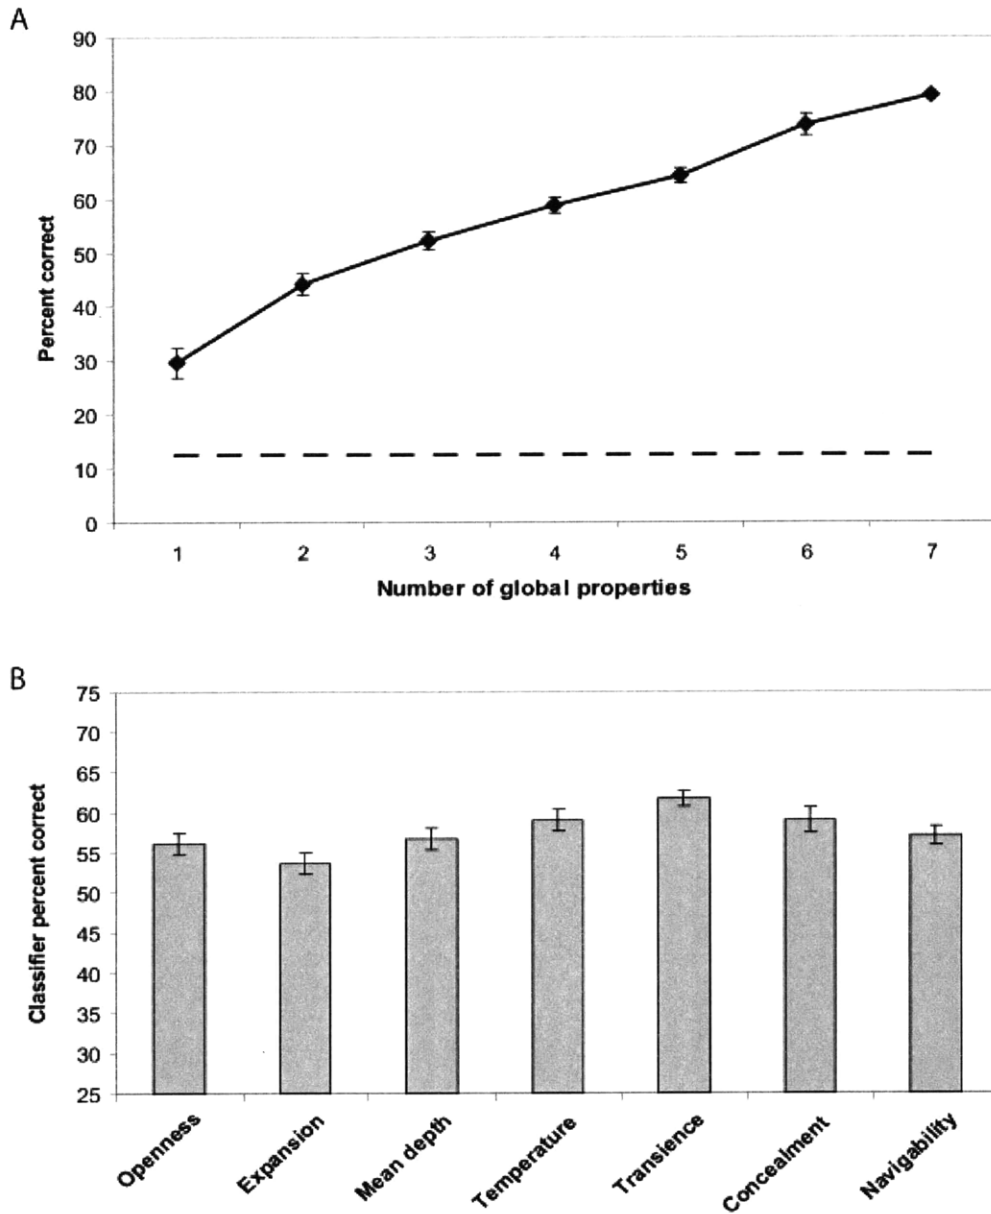 A
90
80
70
60
50
40
30
20
10
0
Percent correct
1 2 3 4 5 6 7
Number of global properties
B
75
70
65
60
55
50
45
40
35
30
25
Classifier percent correct
Openness
Expansion
Mean depth
Temperature
Transience
Concealment
Navigability